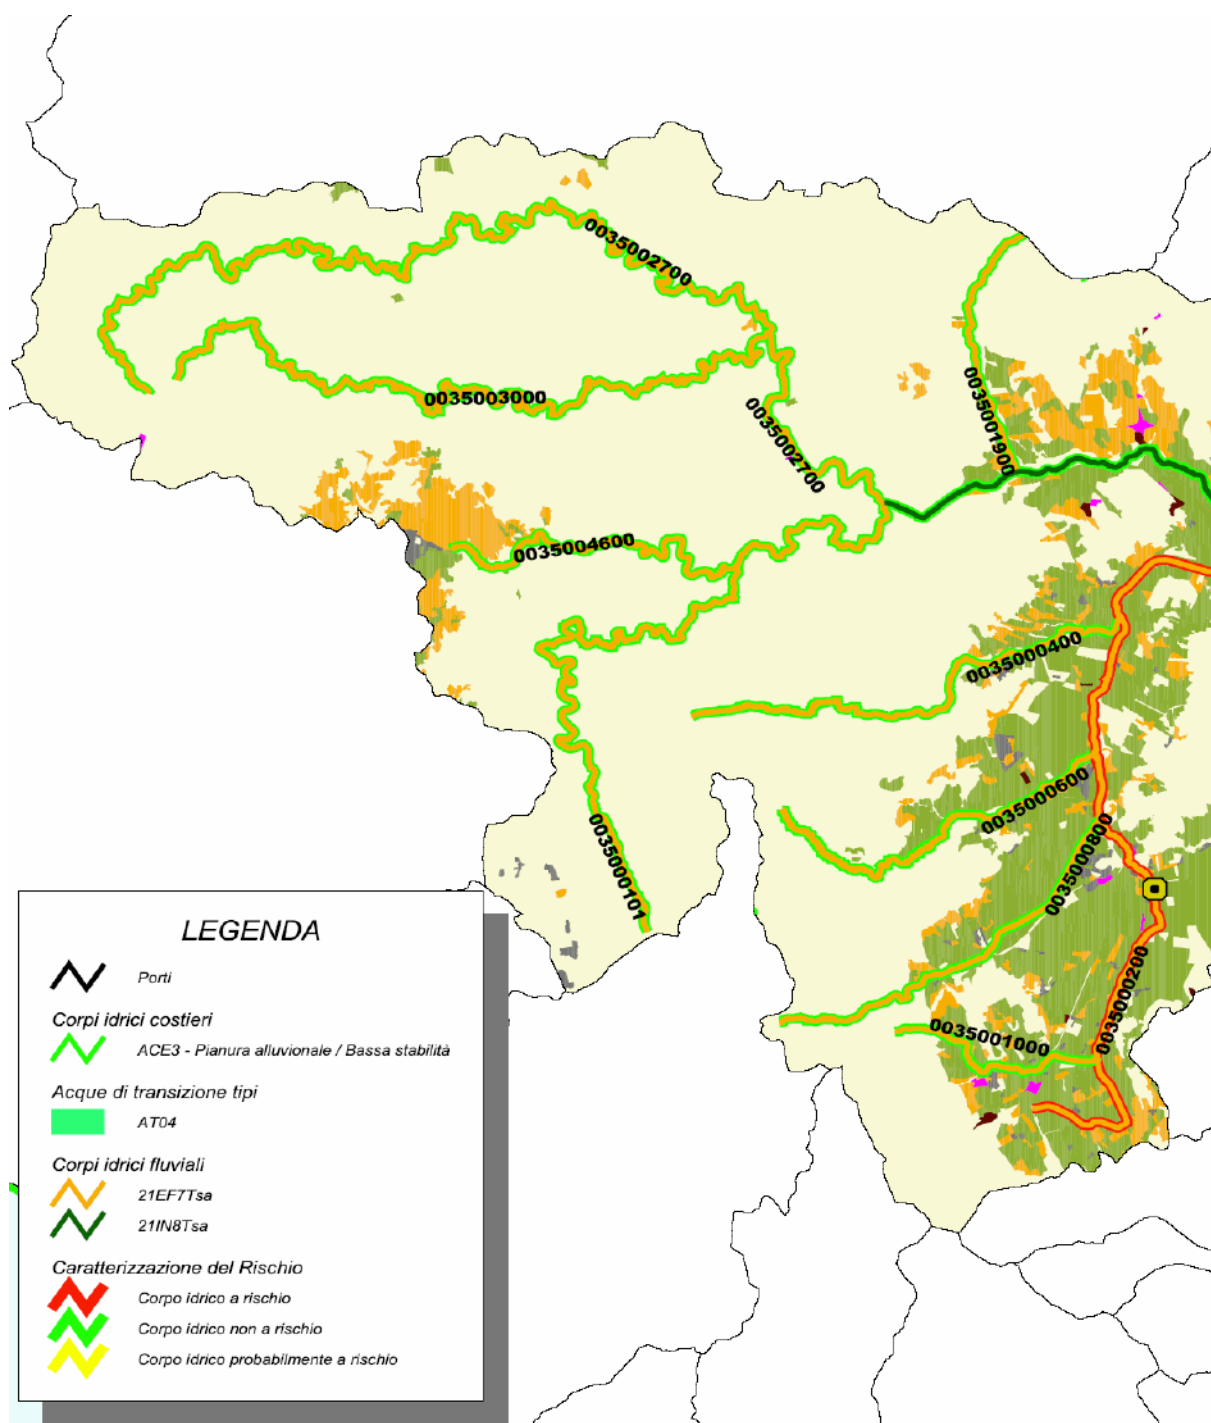 0035002700
0035003000
0035002700
0035001900
0035004600
0035000400
0035000600
0035000800
0035000101
0035000200
0035001000
LEGENDA
Porti
Corpi idrici costieri
ACE3 - Pianura alluvionale / Bassa stabilità
Acque di transizione tipi
AT04
Corpi idrici fluviali
21EF7Tsa
21IN8Tsa
Caratterizzazione del Rischio
Corpo idrico a rischio
Corpo idrico non a rischio
Corpo idrico probabilmente a rischio